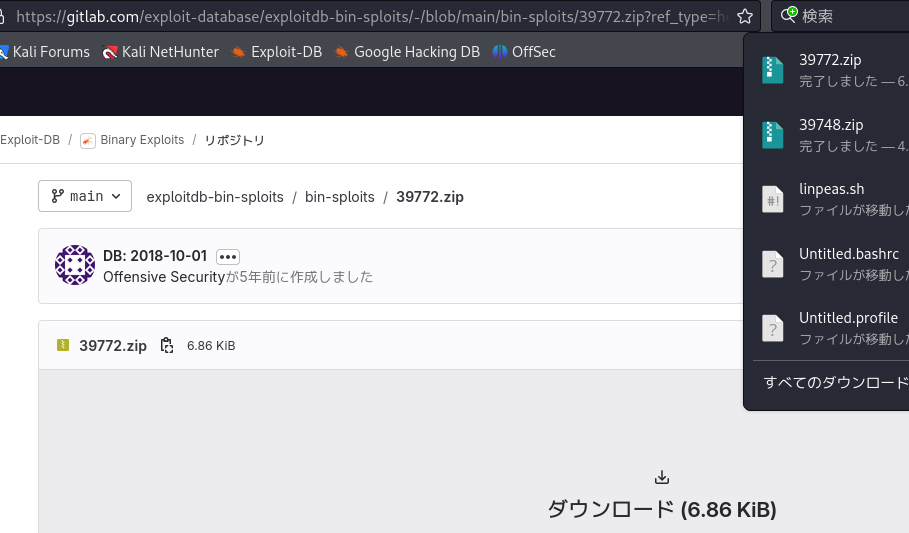 https://gitlab.com/exploit-database/exploitdb-bin-sploits/-/blob/main/bin-sploits/39772.zip?ref_type=he
検索
Kali Forums Kali NetHunter Exploit-DB Google Hacking DB OffSec
39772.zip
完了しました — 6.
39748.zip
完了しました — 4.
linpeas.sh
ファイルが移動し
Untitled.bashrc
ファイルが移動し
Untitled.profile
ファイルが移動し
すべてのダウンロード
Exploit-DB / Binary Exploits / リポジトリ
main exploitdb-bin-sploits / bin-sploits / 39772.zip
DB: 2018-10-01
Offensive Securityが5年前に作成しました
39772.zip 6.86 KiB
ダウンロード (6.86 KiB)